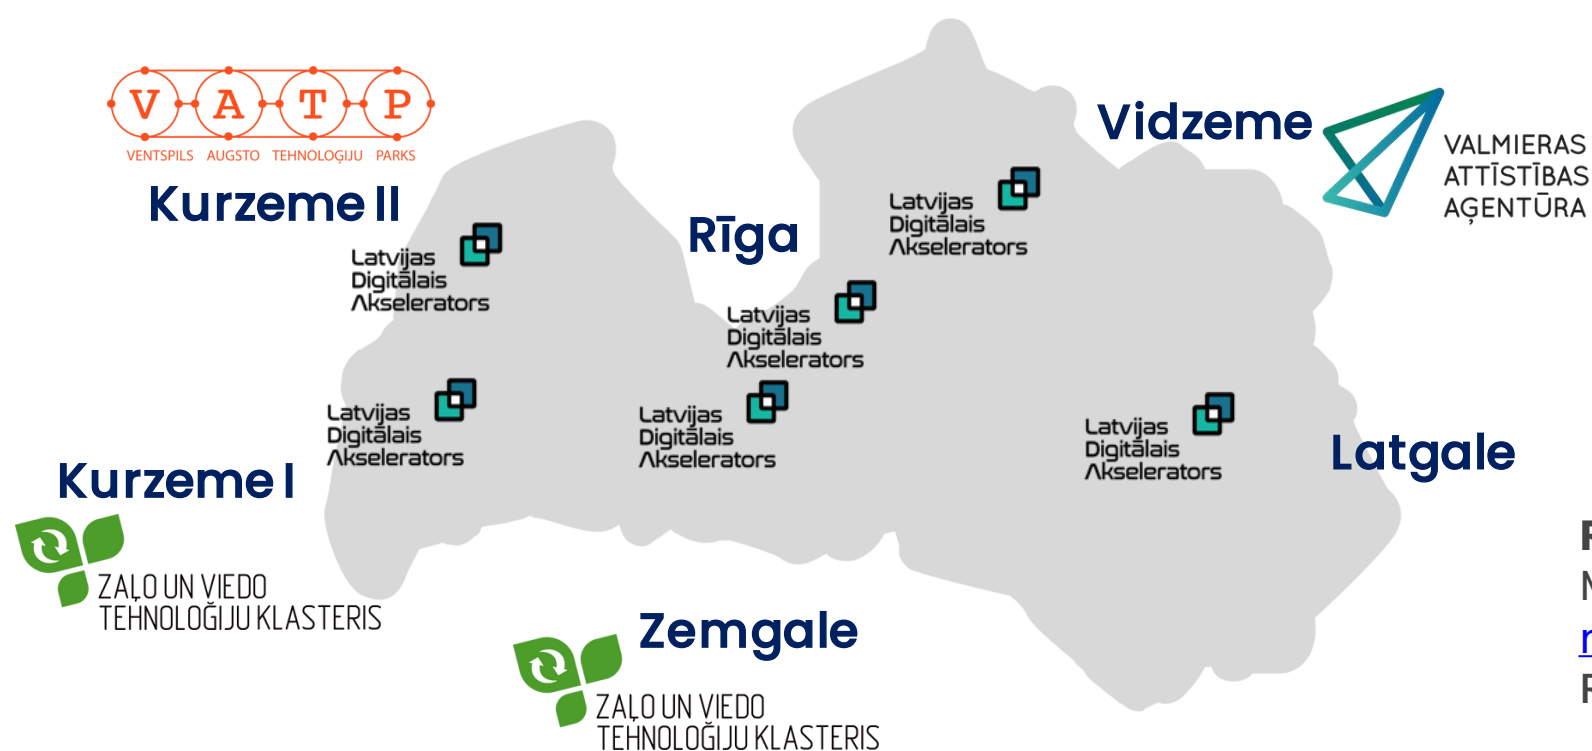 V A T P
VENTSPILS AUGSTO TEHNOLOĢIJU PARKS
Kurzeme II
Vidzeme
VALMIERAS
ATTĪSTĪBAS
AĢENTŪRA
Latvijas
Digitālais
Akselerators
Rīga
Latvijas
Digitālais
Akselerators
Latvijas
Digitālais
Akselerators
Latvijas
Digitālais
Akselerators
Latvijas
Digitālais
Akselerators
Latvijas
Digitālais
Akselerators
Latgale
Kurzeme I
ZAĻO UN VIEDO
TEHNOLOĢIJU KLASTERIS
Zemgale
ZAĻO UN VIEDO
TEHNOLOĢIJU KLASTERIS